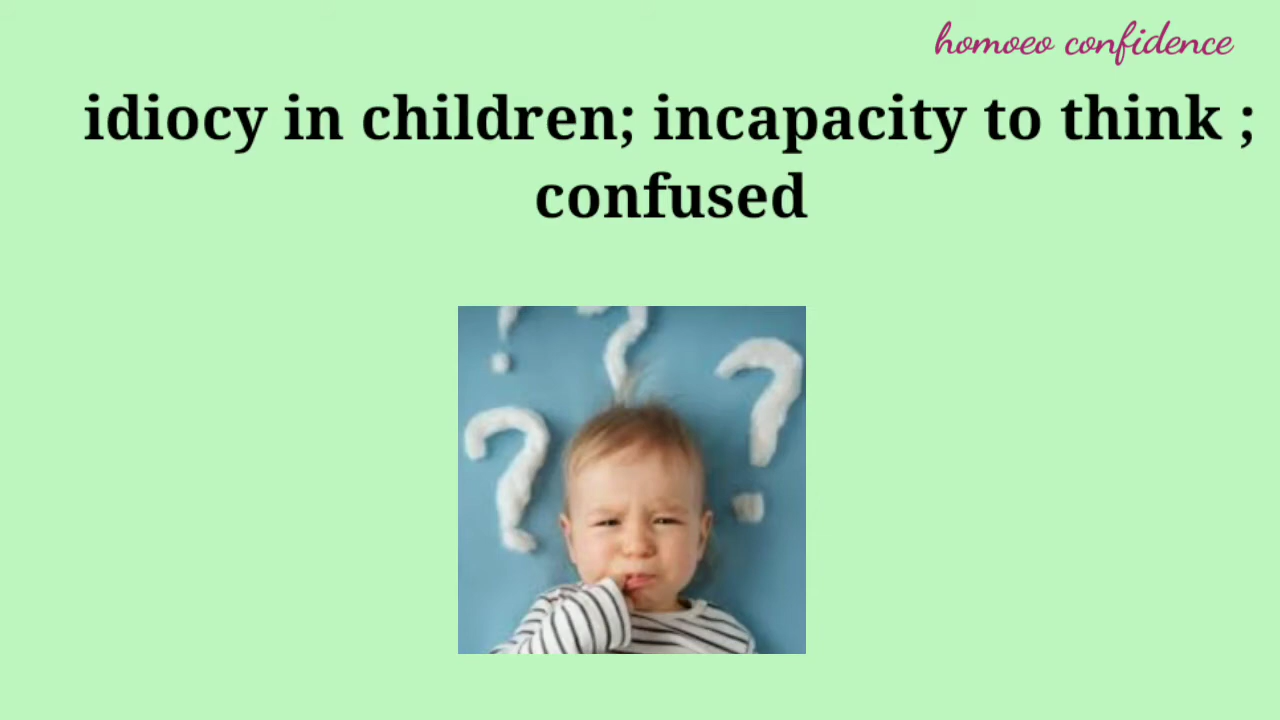 homoeo confidence
idiocy in children; incapacity to think ;
confused